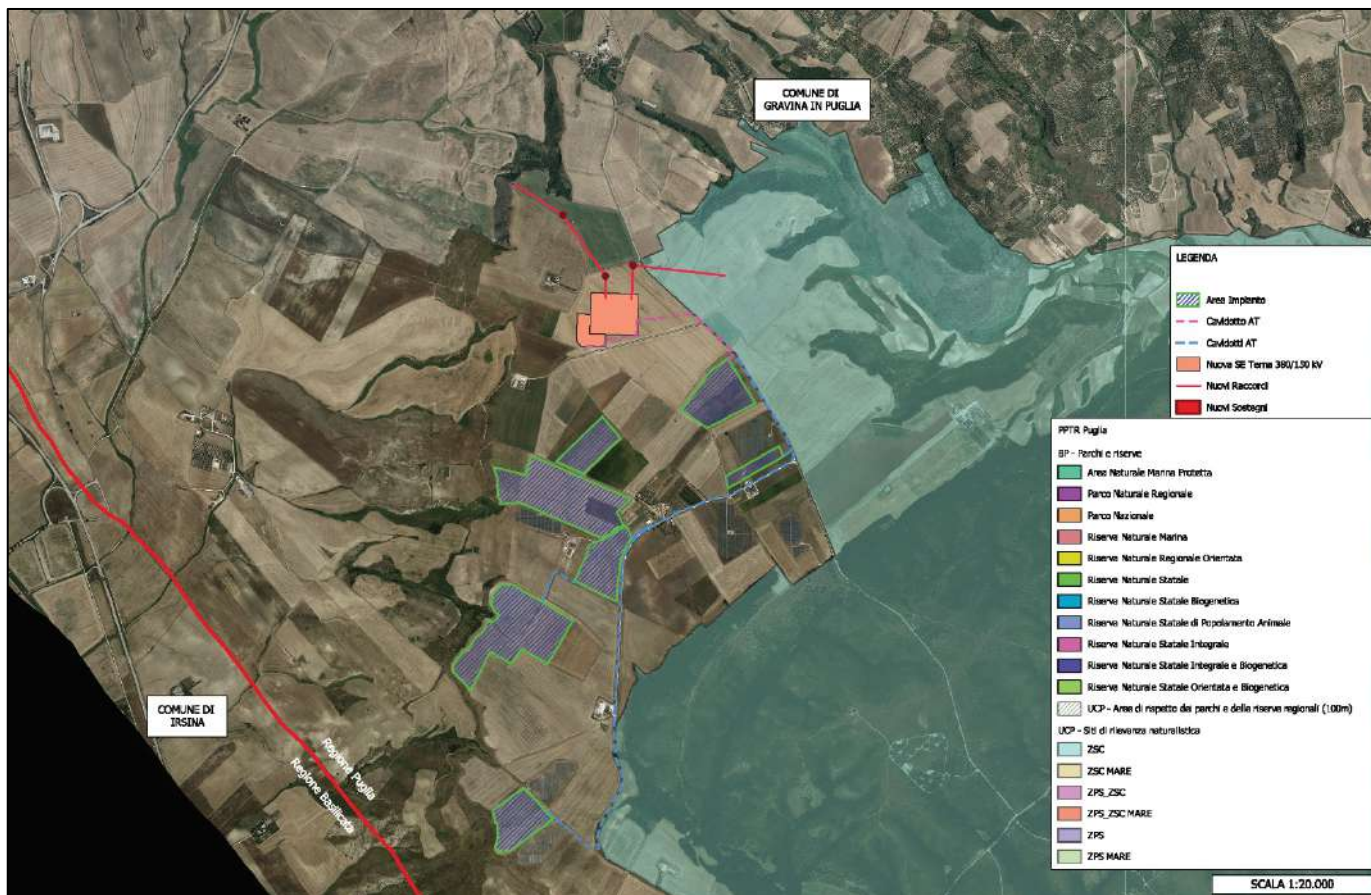 COMUNE DI
GRAVINA IN PUGLIA
LEGENDA
Area Impianto
Cavidotto AT
Cavidotti AT
Nuova SE Terna 380/150 kV
Nuovi Raccordi
Nuovi Sostegni
PPTR Puglia
BP - Parchi e riserve
Area Naturale Marina Protetta
Parco Naturale Regionale
Parco Nazionale
Riserva Naturale Marina
Riserva Naturale Regionale Orientata
Riserva Naturale Statale
Riserva Naturale Statale Biogenetica
Riserva Naturale Statale di Popolamento Animale
Riserva Naturale Statale Integrale
Riserva Naturale Statale Integrale e Biogenetica
Riserva Naturale Statale Orientata e Biogenetica
UCP - Area di rispetto dei parchi e delle riserve regionali (100m)
UCP - Siti di rilevanza naturalistica
ZSC
ZSC MARE
ZPS_ZSC
ZPS_ZSC MARE
ZPS
ZPS MARE
COMUNE DI
IRSINA
Regione Puglia
Regione Basilicata
SCALA 1:20.000